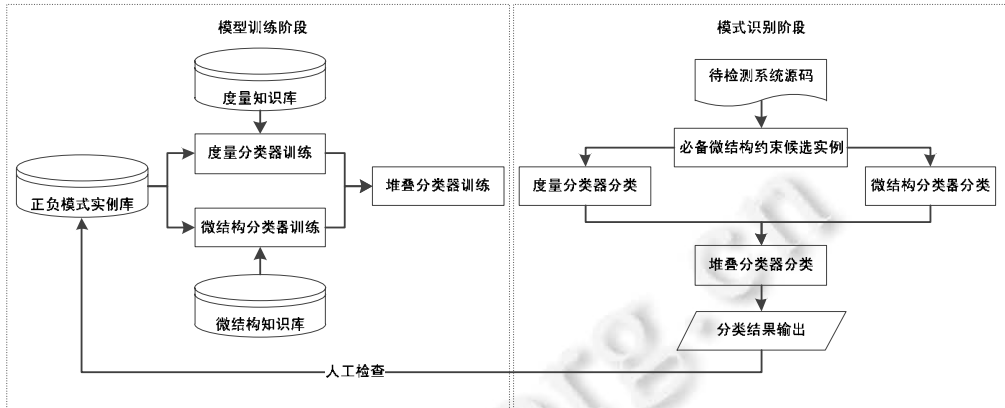 模型训练阶段
度量知识库
度量分类器训练
正负模式实例库
堆叠分类器训练
微结构分类器训练
微结构知识库
模式识别阶段
待检测系统源码
必备微结构约束候选实例
度量分类器分类
微结构分类器分类
堆叠分类器分类
分类结果输出
人工检查
org.cn